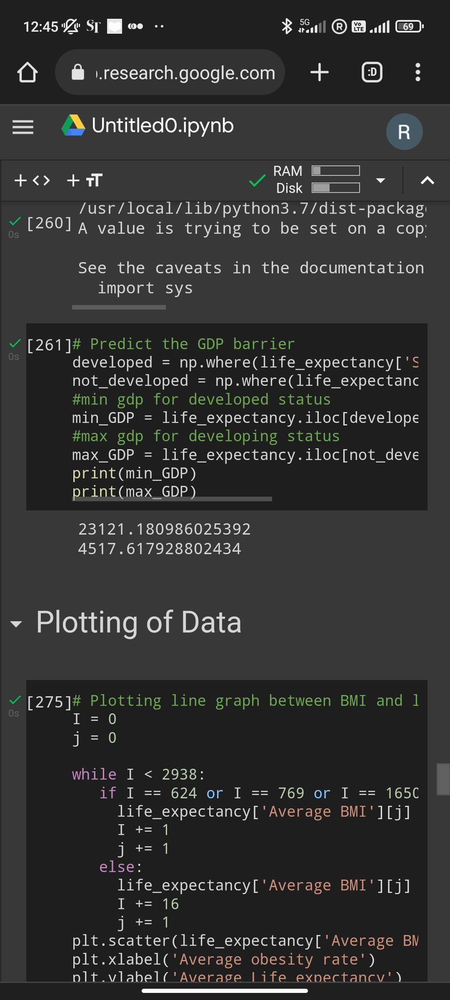 12:45 ST 5G R Vo LTE 69
.research.google.com :D
Untitled0.ipynb R
RAM
Disk
/usr/local/lib/python3.7/dist-packag
[260] A value is trying to be set on a copy
0s
See the caveats in the documentation
import sys
[261] # Predict the GDP barrier
0s
developed = np.where(life_expectancy['S
not_developed = np.where(life_expectanc
#min gdp for developed status
min_GDP = life_expectancy.iloc[develope
#max gdp for developing status
max_GDP = life_expectancy.iloc[not_deve
print(min_GDP)
print(max_GDP)
23121.180986025392
4517.617928802434
Plotting of Data
[275] # Plotting line graph between BMI and l
0s
I = 0
j = 0
while I < 2938:
if I == 624 or I == 769 or I == 1650
life_expectancy['Average BMI'][j]
I += 1
j += 1
else:
life_expectancy['Average BMI'][j]
I += 16
j += 1
plt.scatter(life_expectancy['Average BM
plt.xlabel('Average obesity rate')
plt.ylabel('Average Life expectancy')